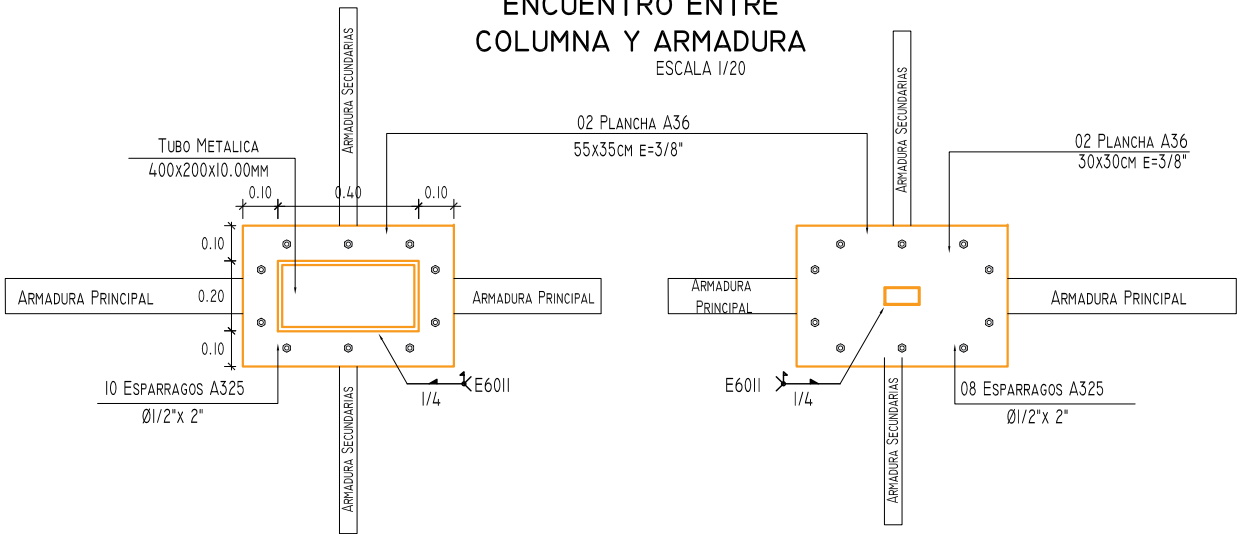 ENCUENTRO ENTRE
COLUMNA Y ARMADURA
ESCALA 1/20
ARMADURA SECUNDARIAS
TUBO METALICA
400X200X10.00MM
0.10
0.40
0.10
02 PLANCHA A36
55X35CM E=3/8"
0.10
0.20
0.10
ARMADURA PRINCIPAL
ARMADURA PRINCIPAL
10 ESPARRAGOS A325
Ø1/2"X 2"
1/4
E6011
ARMADURA SECUNDARIAS
ARMADURA SECUNDARIAS
02 PLANCHA A36
30X30CM E=3/8"
ARMADURA
PRINCIPAL
ARMADURA PRINCIPAL
E6011
1/4
08 ESPARRAGOS A325
Ø1/2"X 2"
ARMADURA SECUNDARIAS